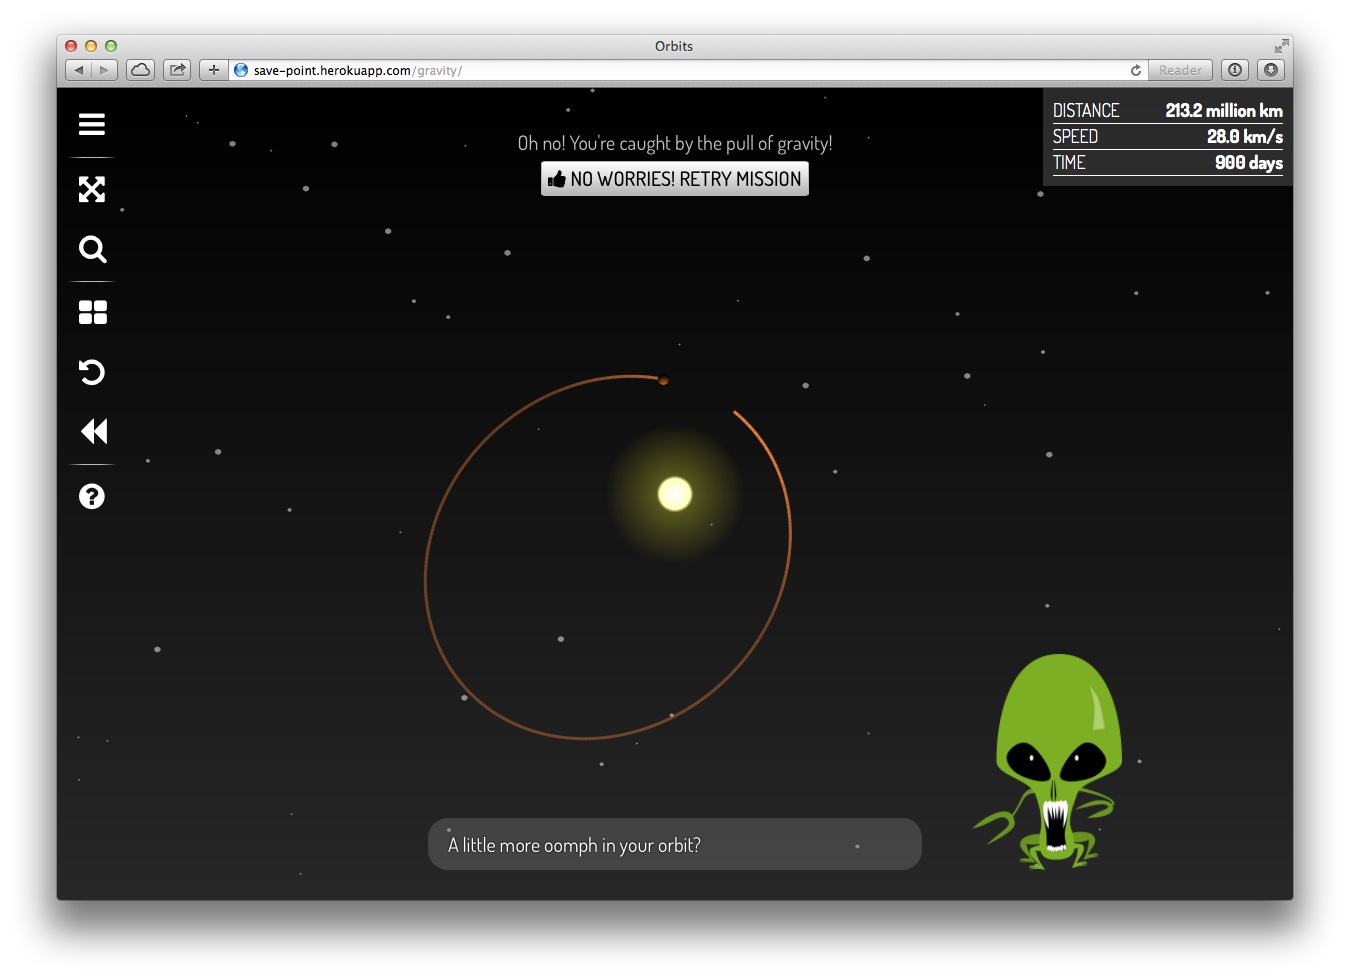 Orbits
save-point.herokuapp.com/gravity/
Reader
DISTANCE 213.2 million km
SPEED 28.0 km/s
TIME 900 days
Oh no! You're caught by the pull of gravity!
NO WORRIES! RETRY MISSION
A little more oomph in your orbit?